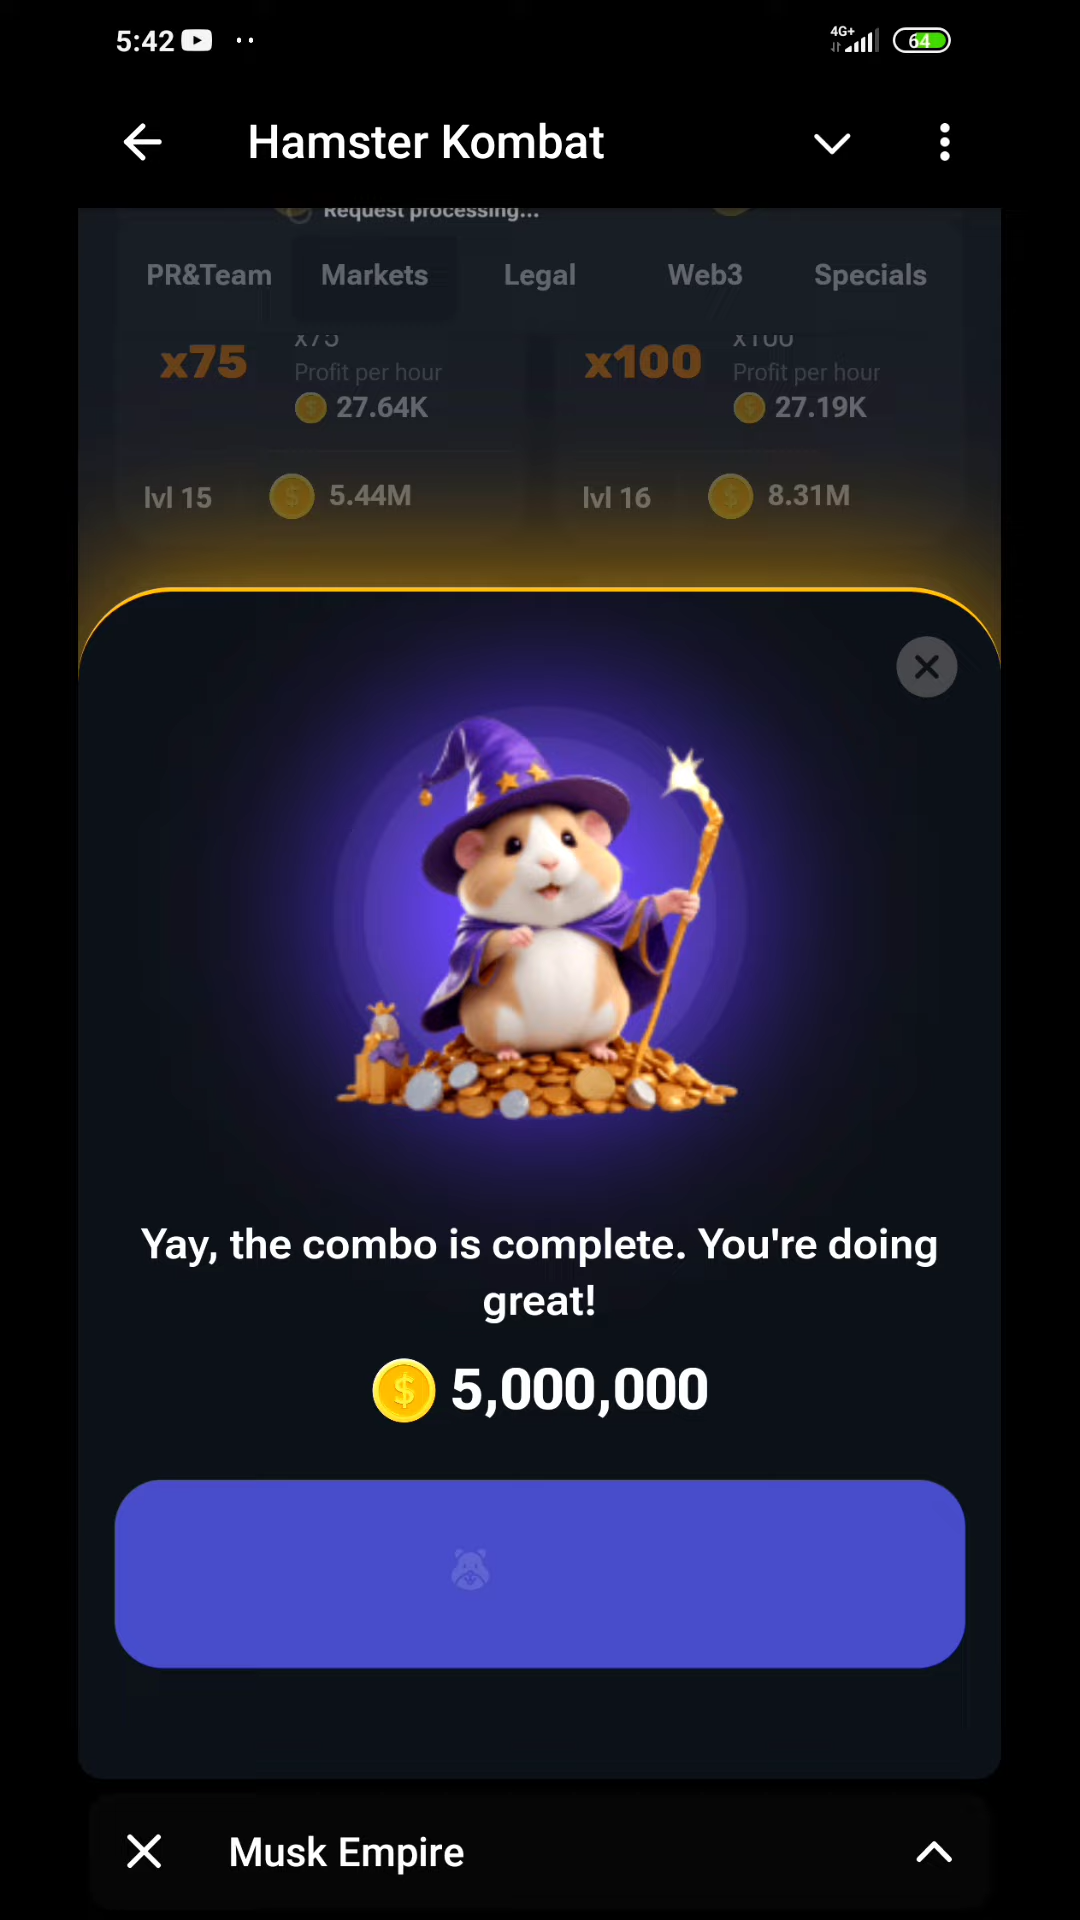 5:42
4G+
64
Hamster Kombat
Request processing...
PR&Team Markets Legal Web3 Specials
x75 x75 x100 x100
Profit per hour Profit per hour
27.64K 27.19K
lvl 15 5.44M lvl 16 8.31M
Yay, the combo is complete. You're doing
great!
5,000,000
Musk Empire